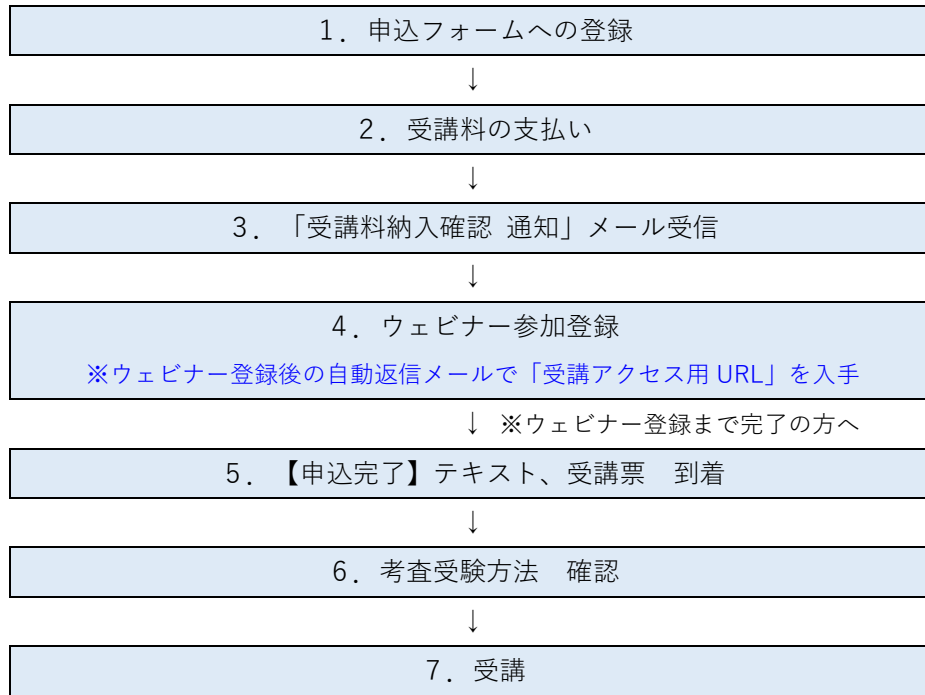 1．申込フォームへの登録
↓
2．受講料の支払い
↓
3．「受講料納入確認 通知」メール受信
↓
4．ウェビナー参加登録
※ウェビナー登録後の自動返信メールで「受講アクセス用 URL」を入手
↓ ※ウェビナー登録まで完了の方へ
5．【申込完了】テキスト、受講票　到着
↓
6．考査受験方法　確認
↓
7．受講